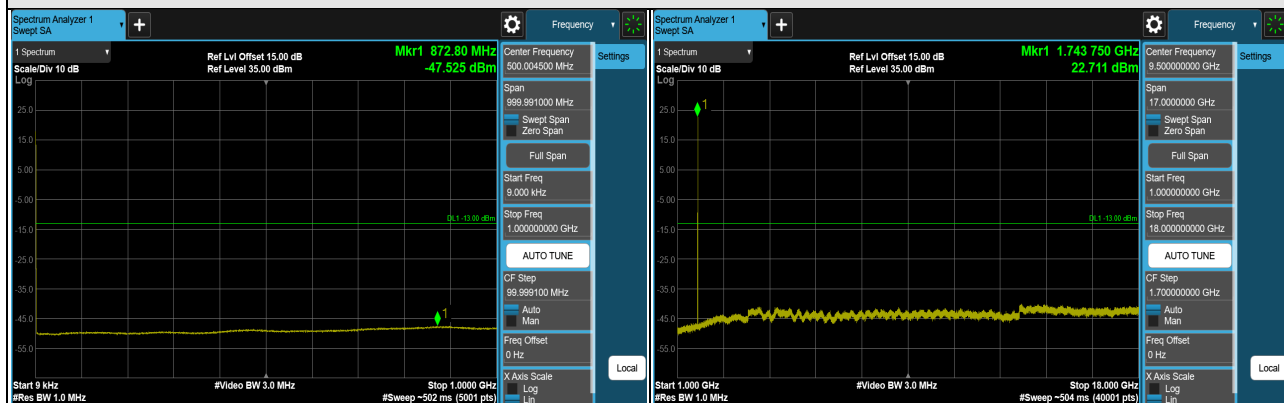 Spectrum Analyzer 1
Swept SA
+
Frequency
1 Spectrum
Scale/Div 10 dB
Log
Ref Lvl Offset 15.00 dB
Ref Level 35.00 dBm
Mkr1 872.80 MHz
-47.525 dBm
25.0
15.0
5.00
-5.00
-15.0
-25.0
-35.0
-45.0
-55.0
DL1 -13.00 dBm
1
Start 9 kHz
#Res BW 1.0 MHz
#Video BW 3.0 MHz
Stop 1.0000 GHz
#Sweep ~502 ms (5001 pts)
Center Frequency
500.004500 MHz
Settings
Span
999.991000 MHz
Swept Span
Zero Span
Full Span
Start Freq
9.000 kHz
Stop Freq
1.000000000 GHz
AUTO TUNE
CF Step
99.999100 MHz
Auto
Man
Freq Offset
0 Hz
X Axis Scale
Log
Lin
Local
Spectrum Analyzer 1
Swept SA
+
Frequency
1 Spectrum
Scale/Div 10 dB
Log
Ref Lvl Offset 15.00 dB
Ref Level 35.00 dBm
Mkr1 1.743 750 GHz
22.711 dBm
25.0
15.0
5.00
-5.00
-15.0
-25.0
-35.0
-45.0
-55.0
1
DL1 -13.00 dBm
Start 1.000 GHz
#Res BW 1.0 MHz
#Video BW 3.0 MHz
Stop 18.000 GHz
#Sweep ~504 ms (40001 pts)
Center Frequency
9.500000000 GHz
Settings
Span
17.0000000 GHz
Swept Span
Zero Span
Full Span
Start Freq
1.000000000 GHz
Stop Freq
18.000000000 GHz
AUTO TUNE
CF Step
1.700000000 GHz
Auto
Man
Freq Offset
0 Hz
X Axis Scale
Log
Lin
Local